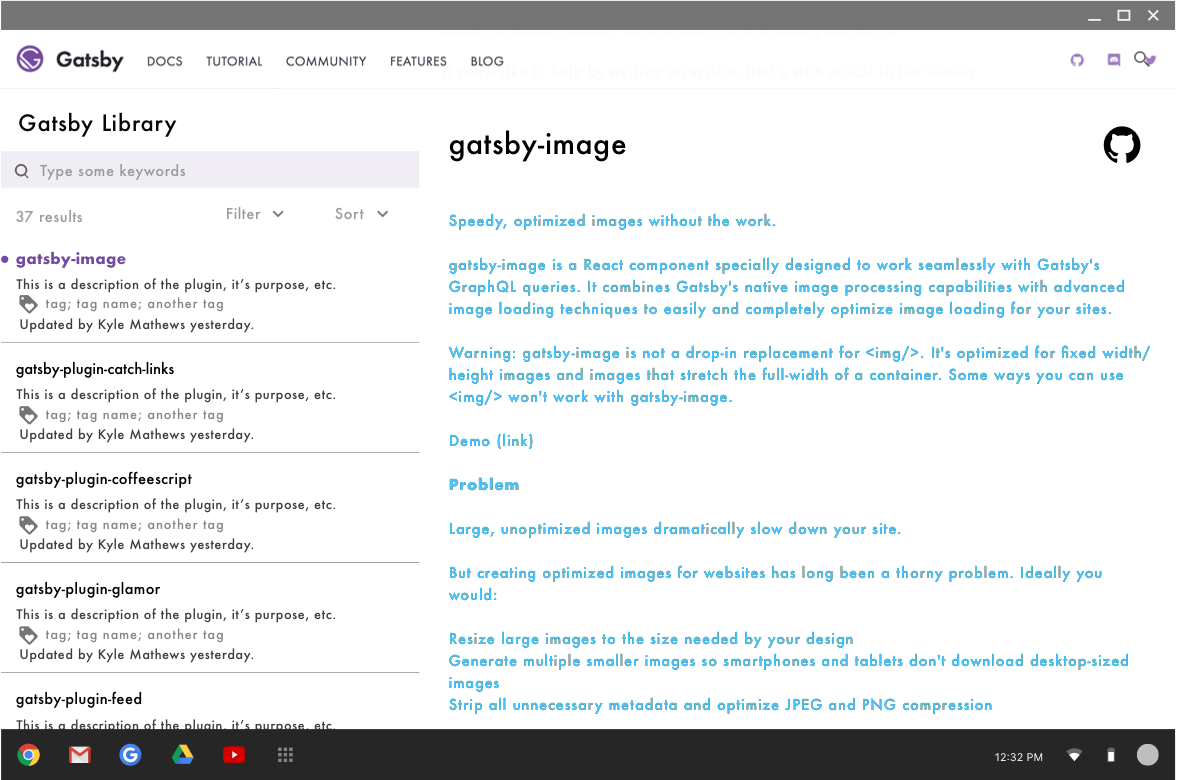 Gatsby DOCS TUTORIAL COMMUNITY FEATURES BLOG
Gatsby Library
Type some keywords
37 results Filter Sort
gatsby-image
This is a description of the plugin, it’s purpose, etc.
tag; tag name; another tag
Updated by Kyle Mathews yesterday.
gatsby-plugin-catch-links
This is a description of the plugin, it’s purpose, etc.
tag; tag name; another tag
Updated by Kyle Mathews yesterday.
gatsby-plugin-coffeescript
This is a description of the plugin, it’s purpose, etc.
tag; tag name; another tag
Updated by Kyle Mathews yesterday.
gatsby-plugin-glamor
This is a description of the plugin, it’s purpose, etc.
tag; tag name; another tag
Updated by Kyle Mathews yesterday.
gatsby-plugin-feed
This is a description of the plugin, it’s purpose, etc.
gatsby-image
Speedy, optimized images without the work.
gatsby-image is a React component specially designed to work seamlessly with Gatsby's
GraphQL queries. It combines Gatsby's native image processing capabilities with advanced
image loading techniques to easily and completely optimize image loading for your sites.
Warning: gatsby-image is not a drop-in replacement for <img/>. It's optimized for fixed width/
height images and images that stretch the full-width of a container. Some ways you can use
<img/> won't work with gatsby-image.
Demo (link)
Problem
Large, unoptimized images dramatically slow down your site.
But creating optimized images for websites has long been a thorny problem. Ideally you
would:
Resize large images to the size needed by your design
Generate multiple smaller images so smartphones and tablets don't download desktop-sized
images
Strip all unnecessary metadata and optimize JPEG and PNG compression
12:32 PM